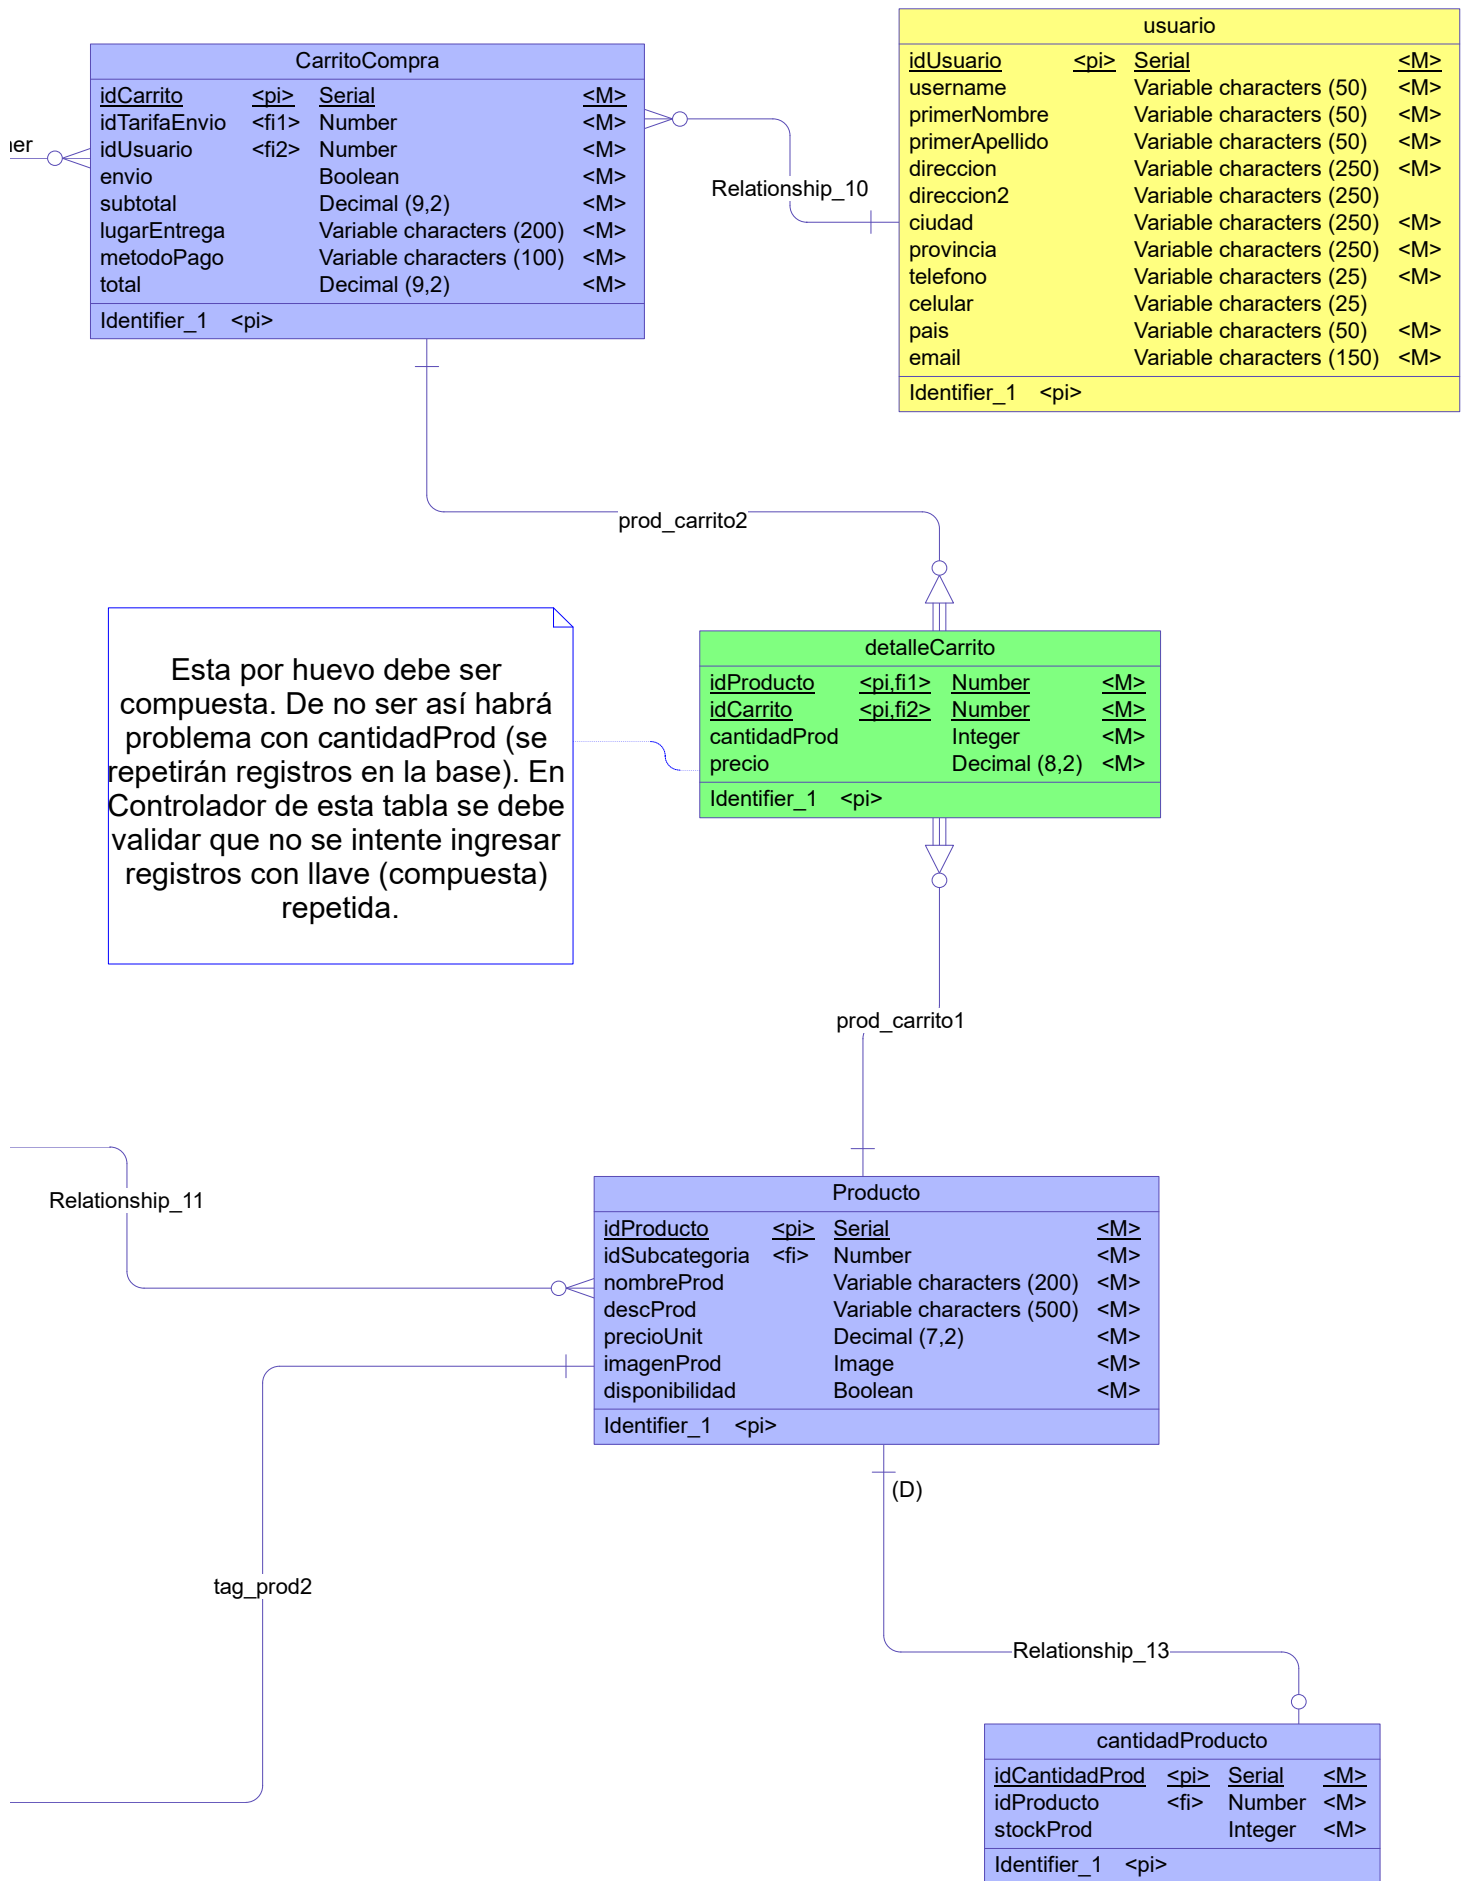 CarritoCompra
idCarrito <pi> Serial <M>
idTarifaEnvio <fi1> Number <M>
idUsuario <fi2> Number <M>
envio Boolean <M>
subtotal Decimal (9,2) <M>
lugarEntrega Variable characters (200) <M>
metodoPago Variable characters (100) <M>
total Decimal (9,2) <M>
Identifier_1 <pi>
usuario
idUsuario <pi> Serial <M>
username Variable characters (50) <M>
primerNombre Variable characters (50) <M>
primerApellido Variable characters (50) <M>
direccion Variable characters (250) <M>
direccion2 Variable characters (250)
ciudad Variable characters (250) <M>
provincia Variable characters (250) <M>
telefono Variable characters (25) <M>
celular Variable characters (25)
pais Variable characters (50) <M>
email Variable characters (150) <M>
Identifier_1 <pi>
Relationship_10
prod_carrito2
Esta por huevo debe ser
compuesta. De no ser así habrá
problema con cantidadProd (se
repetirán registros en la base). En
Controlador de esta tabla se debe
validar que no se intente ingresar
registros con llave (compuesta)
repetida.
detalleCarrito
idProducto <pi,fi1> Number <M>
idCarrito <pi,fi2> Number <M>
cantidadProd Integer <M>
precio Decimal (8,2) <M>
Identifier_1 <pi>
prod_carrito1
Relationship_11
Producto
idProducto <pi> Serial <M>
idSubcategoria <fi> Number <M>
nombreProd Variable characters (200) <M>
descProd Variable characters (500) <M>
precioUnit Decimal (7,2) <M>
imagenProd Image <M>
disponibilidad Boolean <M>
Identifier_1 <pi>
(D)
tag_prod2
Relationship_13
cantidadProducto
idCantidadProd <pi> Serial <M>
idProducto <fi> Number <M>
stockProd Integer <M>
Identifier_1 <pi>